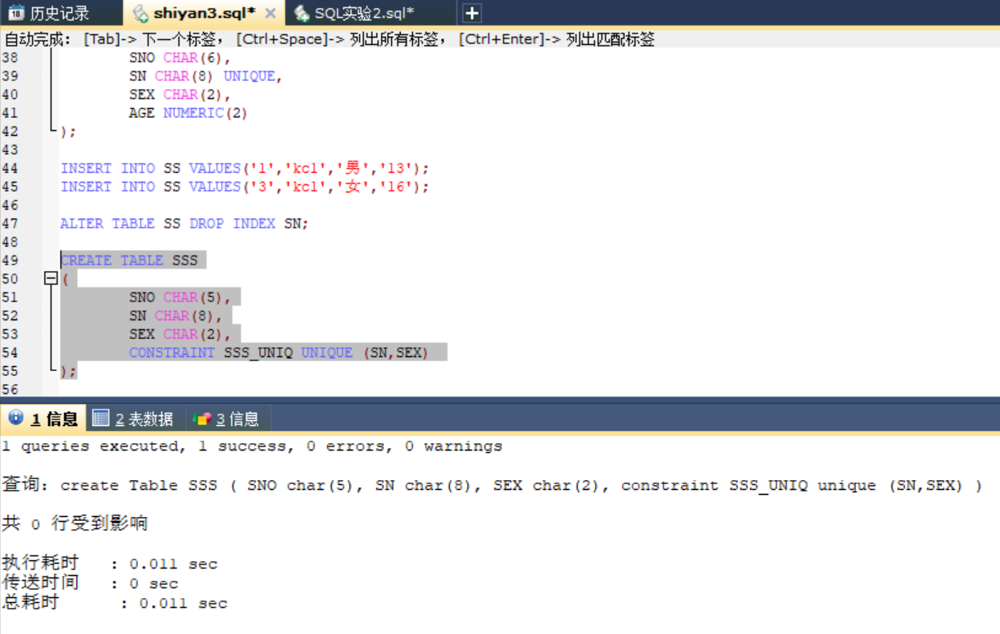 历史记录 shiyan3.sql* SQL实验2.sql*
自动完成： [Tab]-> 下一个标签， [Ctrl+Space]-> 列出所有标签， [Ctrl+Enter]-> 列出匹配标签
38 SNO CHAR(6),
39 SN CHAR(8) UNIQUE,
40 SEX CHAR(2),
41 AGE NUMERIC(2)
42 );
43
44 INSERT INTO SS VALUES('1','kc1','男','13');
45 INSERT INTO SS VALUES('3','kc1','女','16');
46
47 ALTER TABLE SS DROP INDEX SN;
48
49 CREATE TABLE SSS
50 (
51 SNO CHAR(5),
52 SN CHAR(8),
53 SEX CHAR(2),
54 CONSTRAINT SSS_UNIQ UNIQUE (SN,SEX)
55 );
56
1 信息 2 表数据 3 信息
1 queries executed, 1 success, 0 errors, 0 warnings
查询: create Table SSS ( SNO char(5), SN char(8), SEX char(2), constraint SSS_UNIQ unique (SN,SEX) )
共 0 行受到影响
执行耗时 : 0.011 sec
传送时间 : 0 sec
总耗时 : 0.011 sec